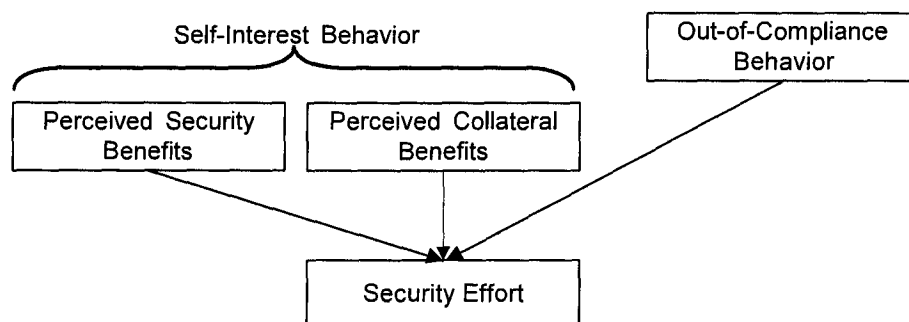 Self-Interest Behavior
Out-of-Compliance
Behavior
Perceived Security
Benefits
Perceived Collateral
Benefits
Security Effort